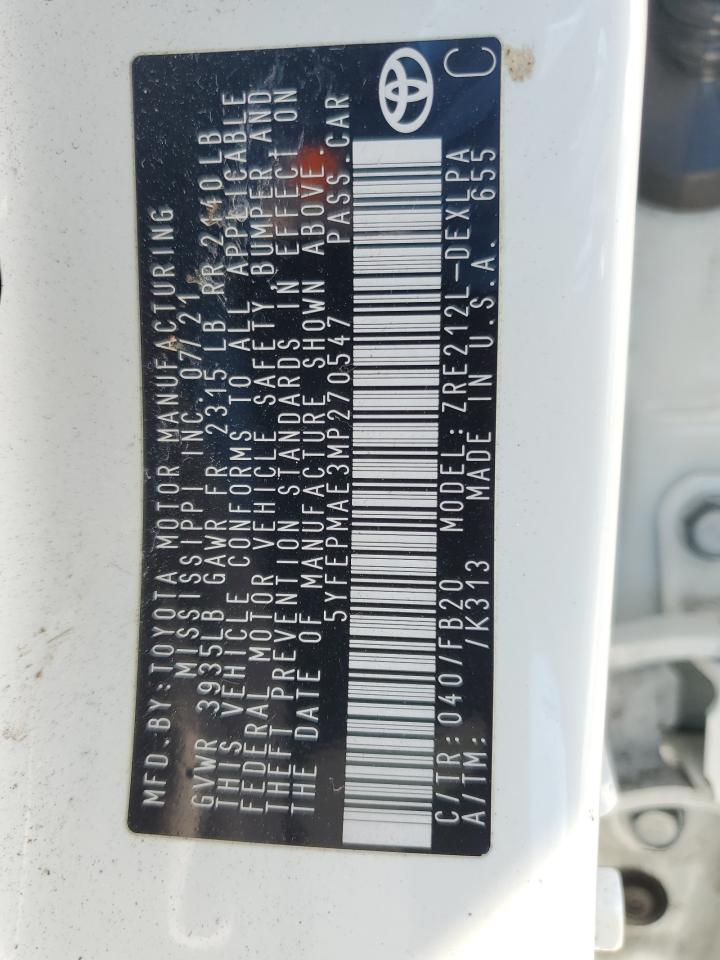 MFD.BY:TOYOTA MOTOR MANUFACTURING
MISSISSIPPI INC.07/21
GVWR 3935LB GAWR FR 2315 LB RR LB
THIS VEHICLE CONFORMS TO ALL APPLICABLE
FEDERAL MOTOR VEHICLE SAFETY, BUMPER AND
THEFT PREVENTION STANDARDS IN EFFECT ON
THE DATE OF MANUFACTURE SHOWN ABOVE.
5YFEPMAE3MP270547 PASS.CAR
C/TR:040/FB20 MODEL:ZRE212L-DEXLPA
A/TM: /K313 MADE IN U.S.A. 655
C